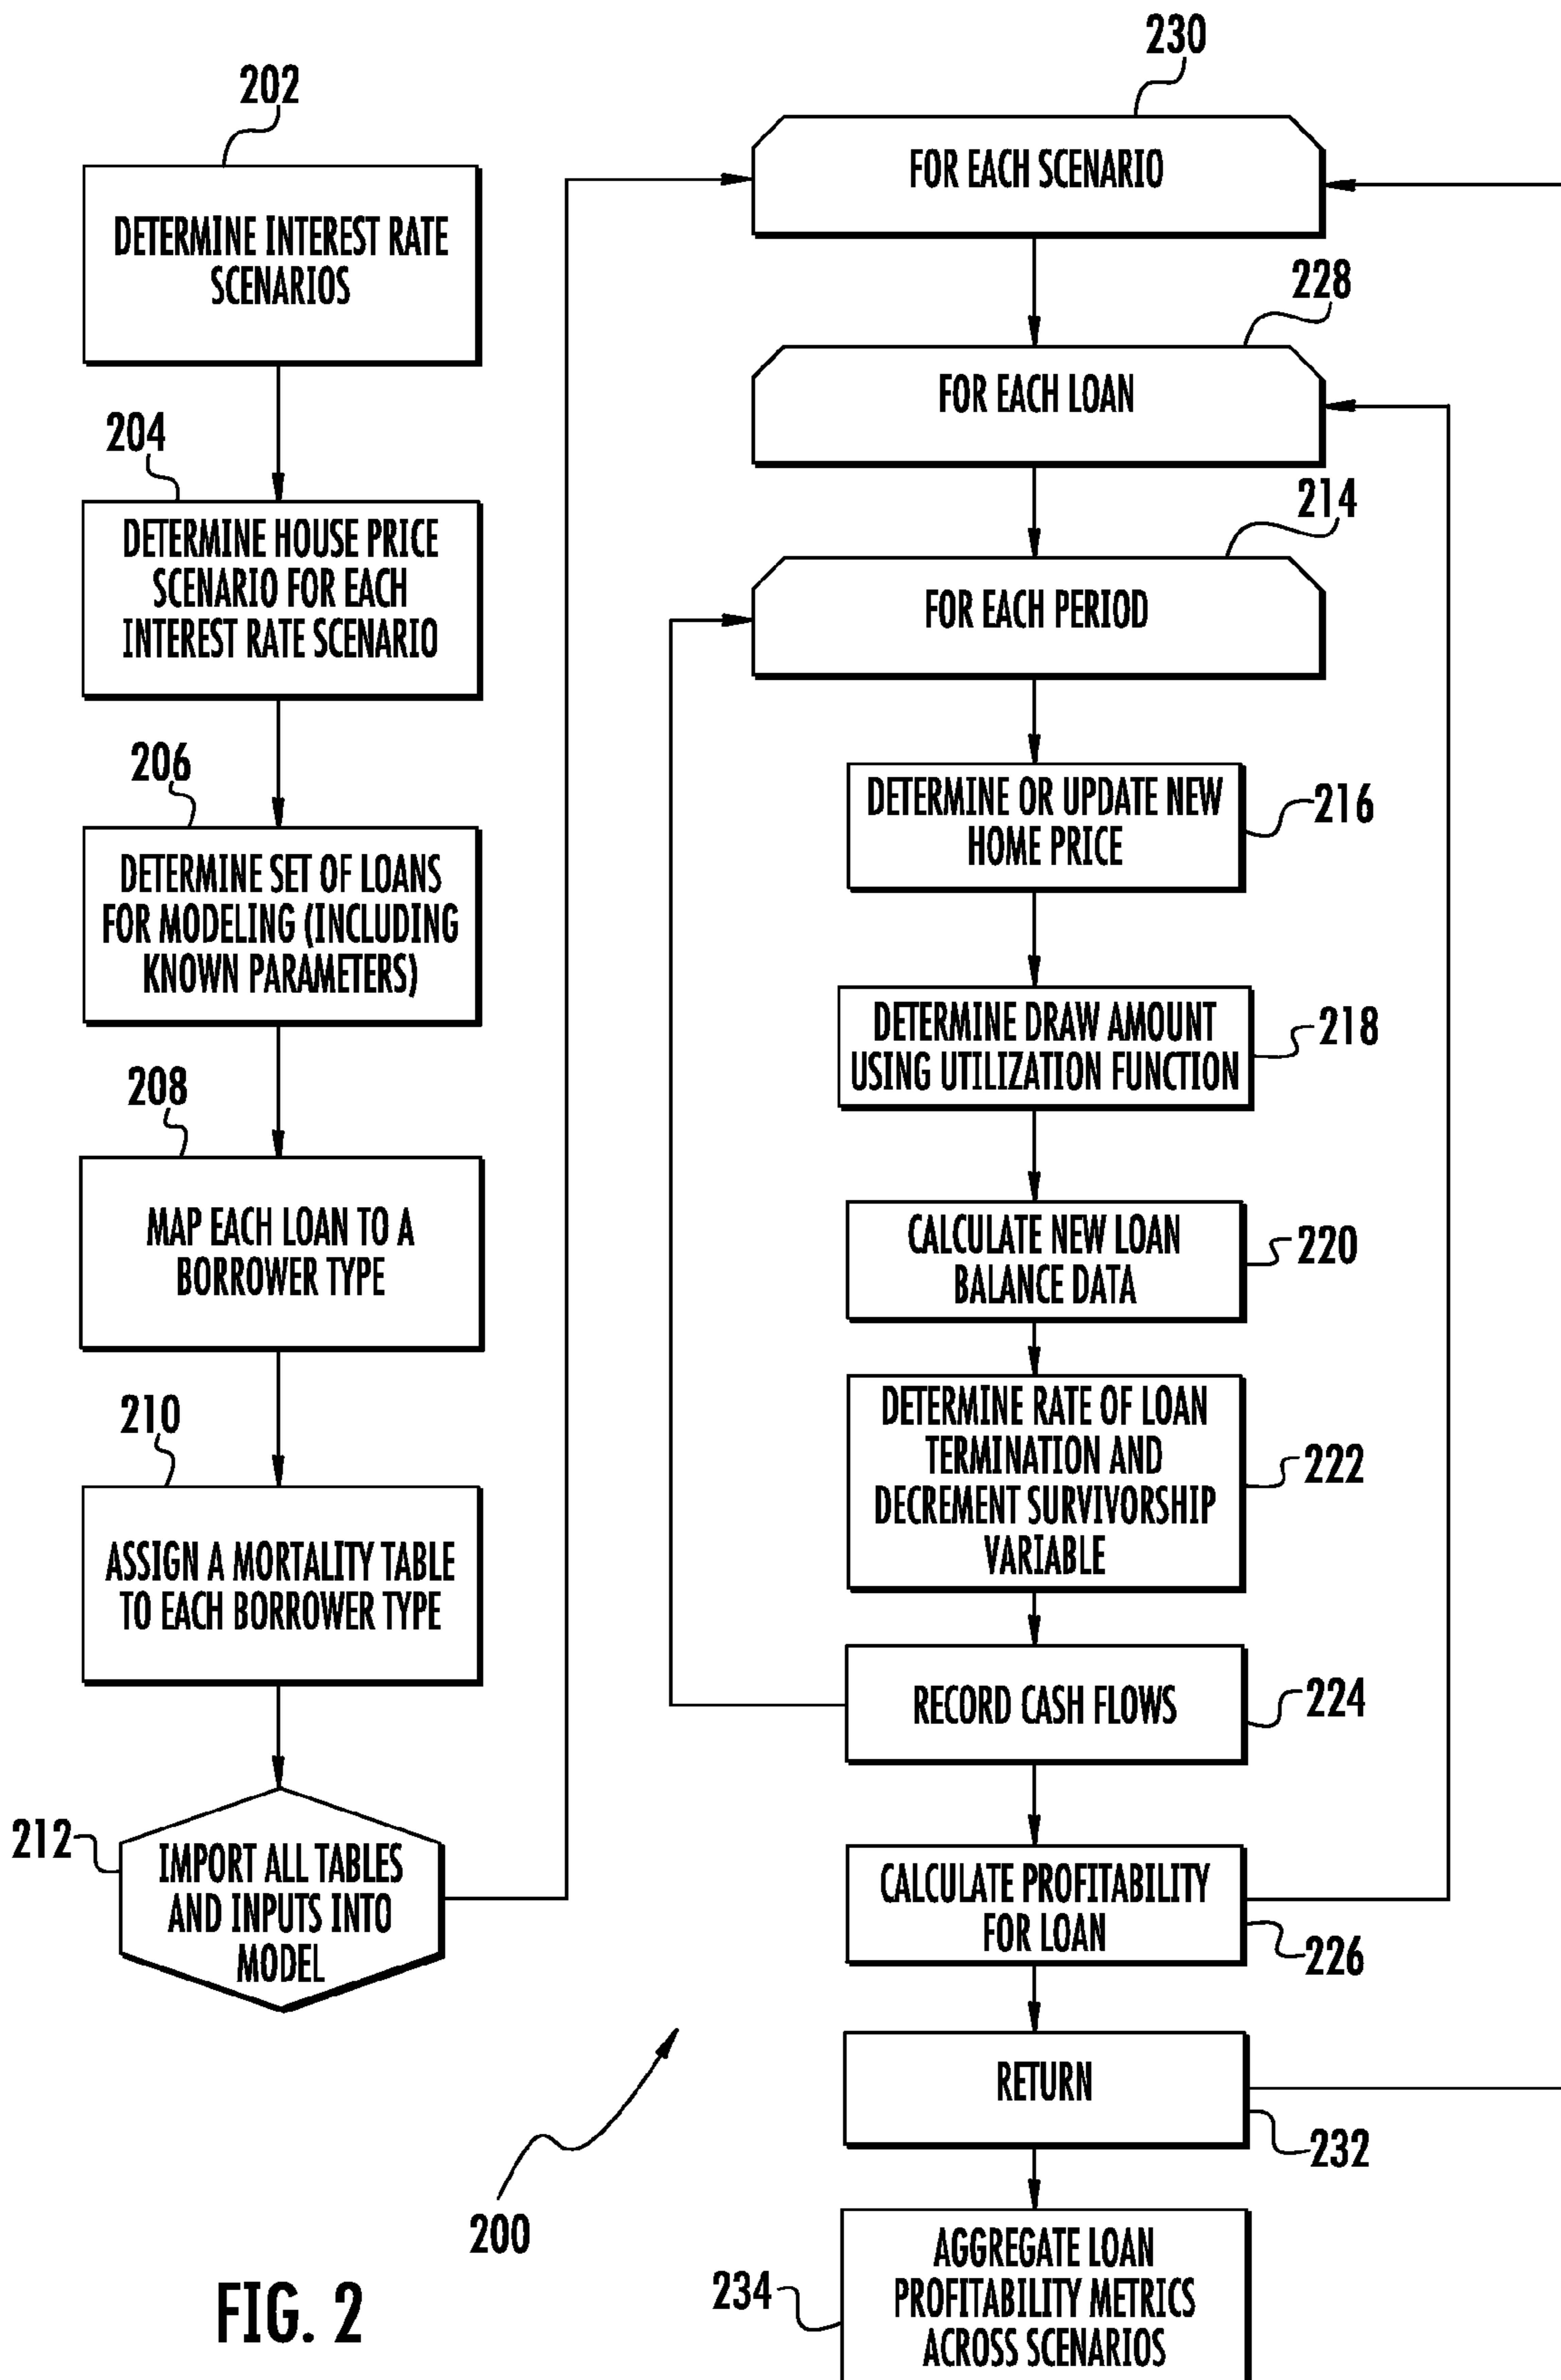 202
DETERMINE INTEREST RATE
SCENARIOS
204
DETERMINE HOUSE PRICE
SCENARIO FOR EACH
INTEREST RATE SCENARIO
206
DETERMINE SET OF LOANS
FOR MODELING (INCLUDING
KNOWN PARAMETERS)
208
MAP EACH LOAN TO A
BORROWER TYPE
210
ASSIGN A MORTALITY TABLE
TO EACH BORROWER TYPE
212
IMPORT ALL TABLES
AND INPUTS INTO
MODEL
230
FOR EACH SCENARIO
228
FOR EACH LOAN
214
FOR EACH PERIOD
DETERMINE OR UPDATE NEW
HOME PRICE
216
DETERMINE DRAW AMOUNT
USING UTILIZATION FUNCTION
218
CALCULATE NEW LOAN
BALANCE DATA
220
DETERMINE RATE OF LOAN
TERMINATION AND
DECREMENT SURVIVORSHIP
VARIABLE
222
RECORD CASH FLOWS
224
CALCULATE PROFITABILITY
FOR LOAN
226
RETURN
232
200
234
AGGREGATE LOAN
PROFITABILITY METRICS
ACROSS SCENARIOS
FIG. 2